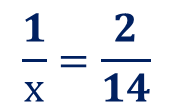 1/x = 2/14